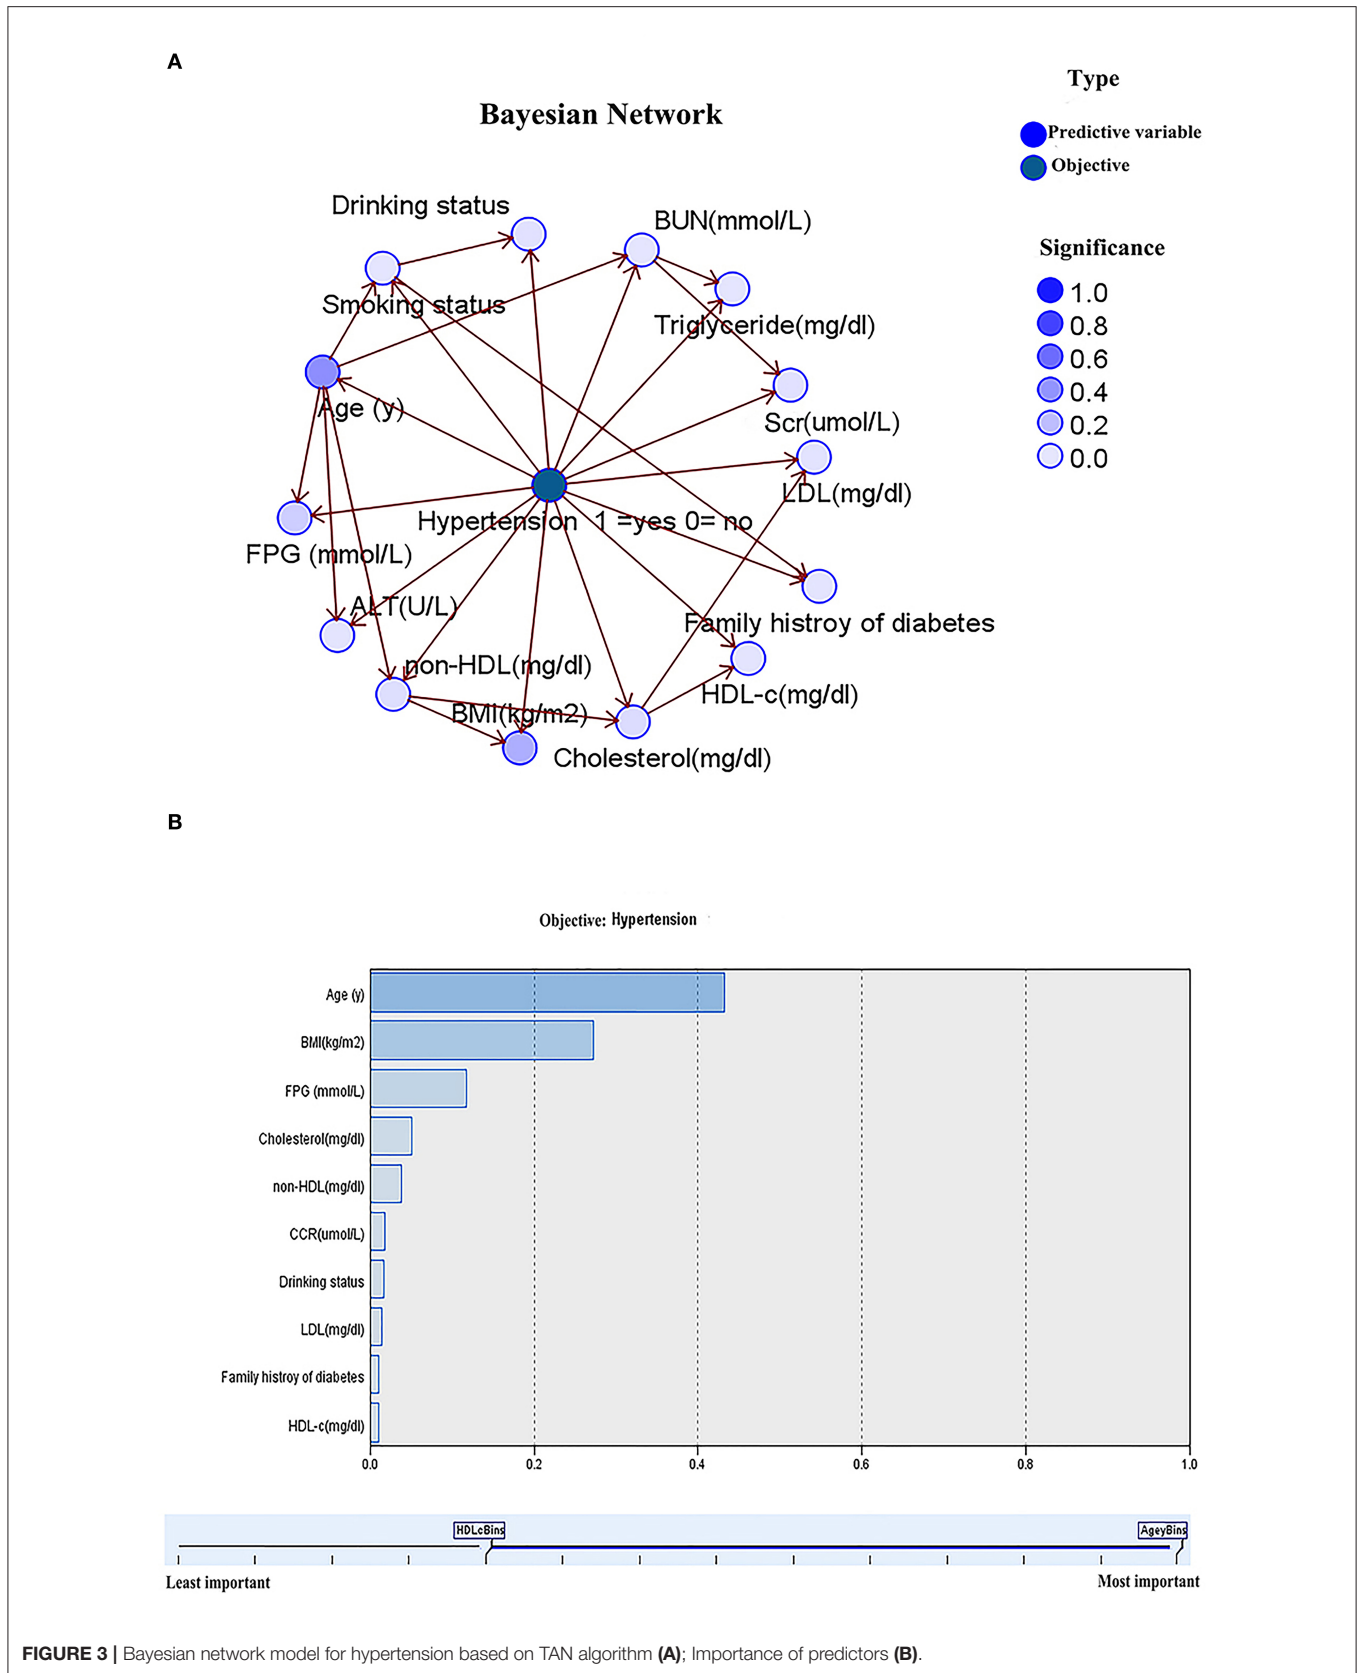 A
Type
Bayesian Network
Predictive variable
Objective
Drinking status
BUN(mmol/L)
Significance
1.0
Smoking status
Triglyceride(mg/dl)
0.8
0.6
0.4
Age (y)
Scr(umol/L)
0.2
0.0
LDL(mg/dl)
Hypertension 1 =yes 0= no
FPG (mmol/L)
ALT(U/L)
Family histroy of diabetes
non-HDL(mg/dl)
HDL-c(mg/dl)
BMI(kg/m2)
Cholesterol(mg/dl)
B
Objective: Hypertension
Age (y)
BMI(kg/m2)
FPG (mmol/L)
Cholesterol(mg/dl)
non-HDL(mg/dl)
CCR(umol/L)
Drinking status
LDL(mg/dl)
Family histroy of diabetes
HDL-c(mg/dl)
0.0 0.2 0.4 0.6 0.8 1.0
HDLcBins AgeyBins
Least important Most important
FIGURE 3 | Bayesian network model for hypertension based on TAN algorithm (A); Importance of predictors (B).